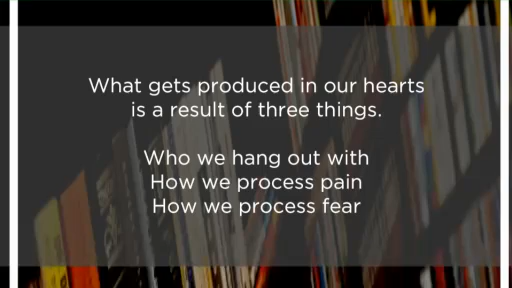 What gets produced in our hearts
is a result of three things.
Who we hang out with
How we process pain
How we process fear